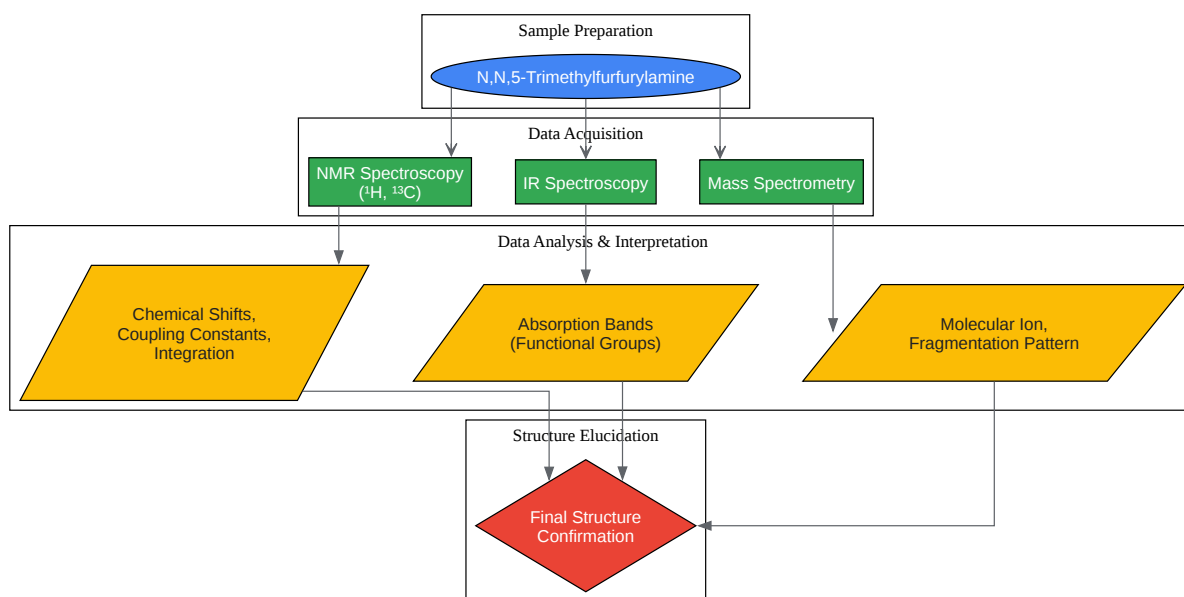 Sample Preparation
N,N,5-Trimethylfurfurylamine
Data Acquisition
NMR Spectroscopy
(¹H, ¹³C)
IR Spectroscopy
Mass Spectrometry
Data Analysis & Interpretation
Chemical Shifts,
Coupling Constants,
Integration
Absorption Bands
(Functional Groups)
Molecular Ion,
Fragmentation Pattern
Structure Elucidation
Final Structure
Confirmation